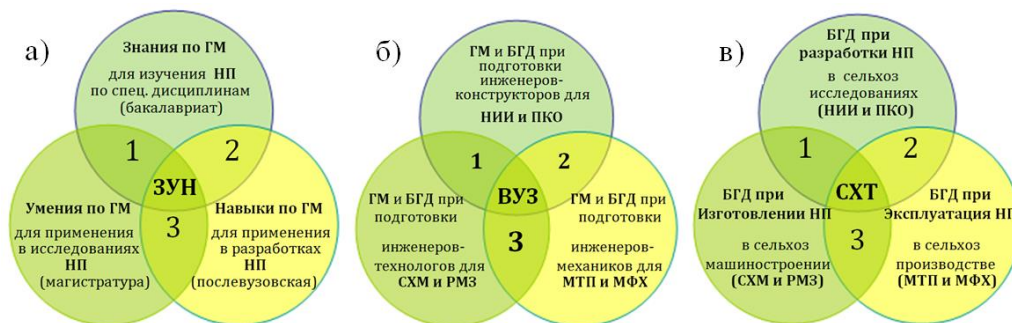 а)
Знания по ГМ
для изучения НП
по спец. дисциплинам
(бакалавриат)
1
2
ЗУН
3
Умения по ГМ
для применения
в исследованиях
НП
(магистратура)
Навыки по ГМ
для применения
в разработках
НП
(послевузовская)
б)
ГМ и БГД при
подготовки
инженеров-
конструкторов для
НИИ и ПКО
1
2
ВУЗ
3
ГМ и БГД при
подготовки
инженеров-
технологов для
СХМ и РМЗ
ГМ и БГД при
подготовки
инженеров-
механиков для
МТП и МФХ
в)
БГД при
разработки НП
в сельхоз
исследованиях
(НИИ и ПКО)
1
2
СХТ
3
БГД при
Изготовлении НП
в сельхоз
машиностроении
(СХМ и РМЗ)
БГД при
Эксплуатация НП
в сельхоз
производстве
(МТП и МФХ)